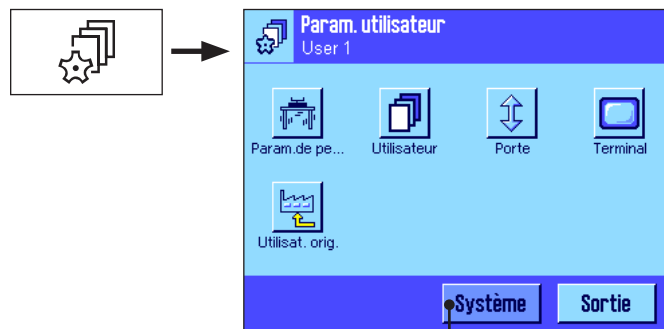 Param. utilisateur
User 1
Param.de pe...
Utilisateur
Porte
Terminal
Utilisat. orig.
Système
Sortie